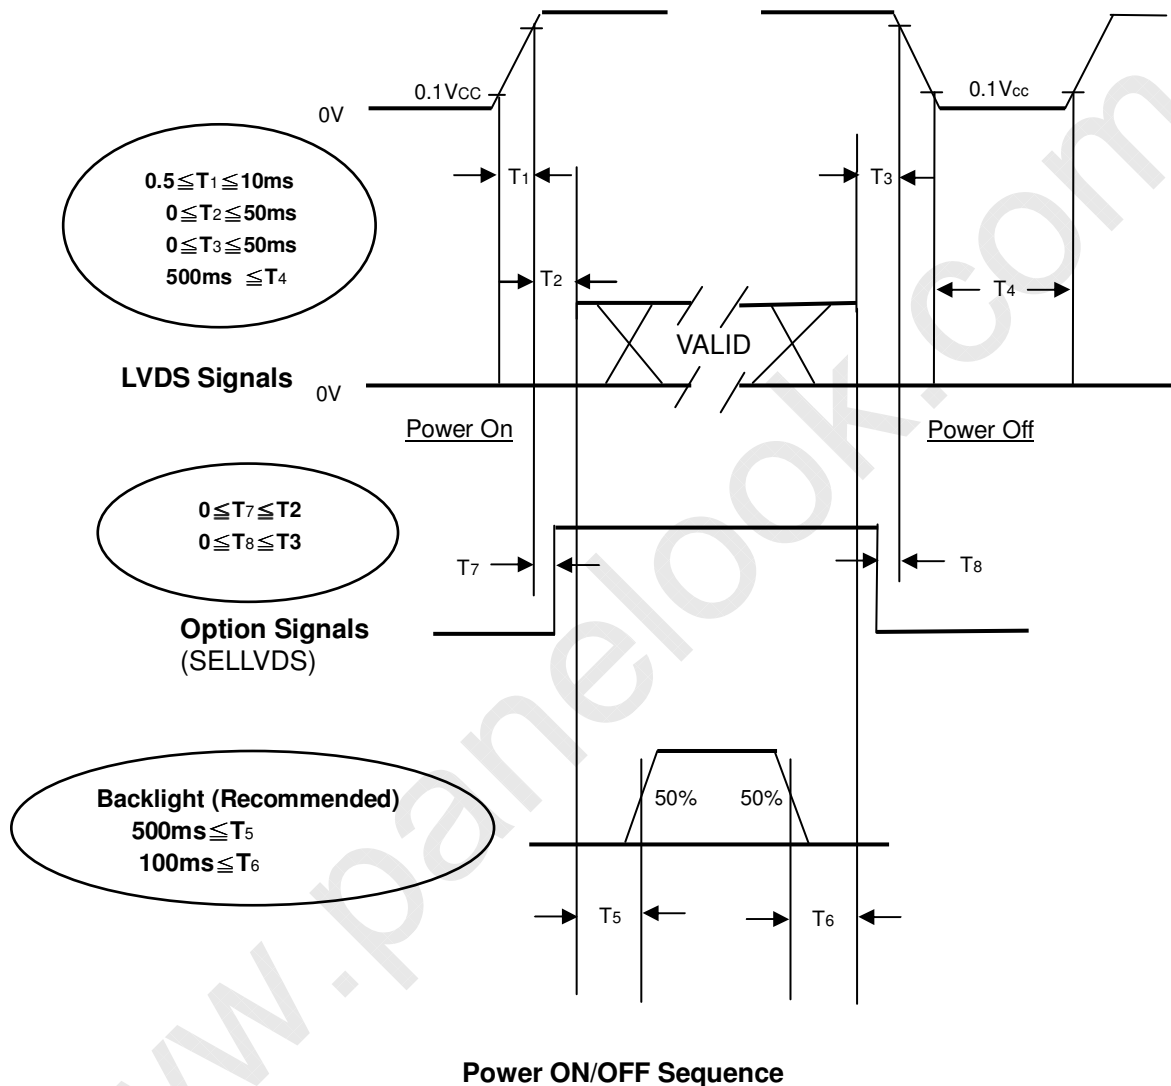 0.1Vcc
0.1Vcc
0V
0.5≦T1≦10ms
0≦T2≦50ms
0≦T3≦50ms
500ms ≦T4
T1
T3
T2
T4
VALID
LVDS Signals
0V
Power On
Power Off
0≦T7≦T2
0≦T8≦T3
T7
T8
Option Signals
(SELLVDS)
Backlight (Recommended)
500ms≦T5
100ms≦T6
50%
50%
T5
T6
Power ON/OFF Sequence
www.panelook.com